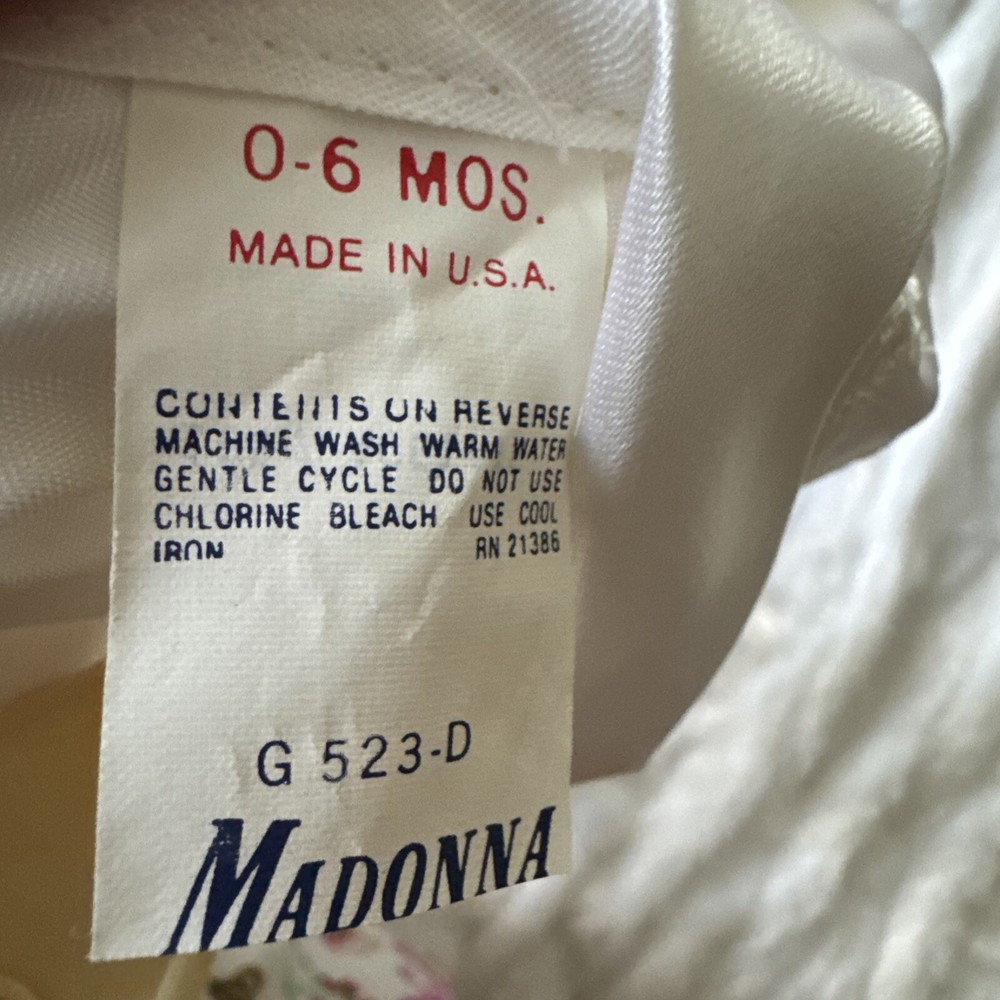 0-6 MOS.
MADE IN U.S.A.
CONTENTS ON REVERSE
MACHINE WASH WARM WATER
GENTLE CYCLE DO NOT USE
CHLORINE BLEACH USE COOL
IRON RN 21386
G 523-D
MADONNA